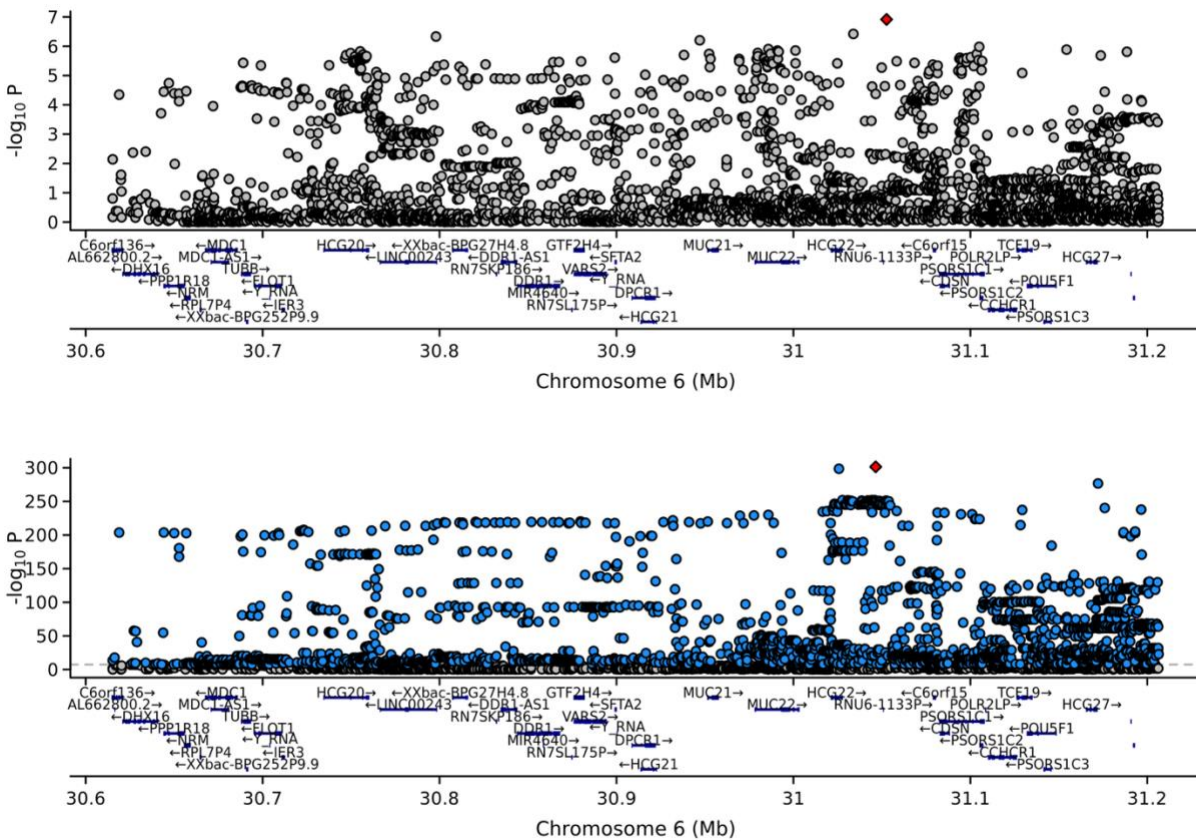 7
6
5
4
3
2
1
0
-log10 P
C6orf136→ ←MDC1 HCG20→ ←XXbac-BPG27H4.8 GTF2H4→ MUC21→ HCG22→ ←C6orf15 TCF19→ HCG27→
AL662800.2→ MDC1-AS1→ ←LINC00243 ←DDR1-AS1 ←SFTA2 MUC22→ RNU6-1133P→ POLR2LP→
←DHX16 TUBB→ RN7SKP186→ VARS2→ PSORS1C1→
←PPP1R18 ←FLOT1 DDR1→ ←Y_RNA ←CDSN ←POU5F1
←NRM ←Y_RNA MIR4640→ DPCR1→ ←PSORS1C2
←RPL7P4 ←IER3 RN7SL175P→ ←CCHCR1
←XXbac-BPG252P9.9 ←HCG21 ←PSORS1C3
30.6 30.7 30.8 30.9 31 31.1 31.2
Chromosome 6 (Mb)
300
250
200
150
100
50
0
-log10 P
C6orf136→ ←MDC1 HCG20→ ←XXbac-BPG27H4.8 GTF2H4→ MUC21→ HCG22→ ←C6orf15 TCF19→ HCG27→
AL662800.2→ MDC1-AS1→ ←LINC00243 ←DDR1-AS1 ←SFTA2 MUC22→ RNU6-1133P→ POLR2LP→
←DHX16 TUBB→ RN7SKP186→ VARS2→ PSORS1C1→
←PPP1R18 ←FLOT1 DDR1→ ←Y_RNA ←CDSN ←POU5F1
←NRM ←Y_RNA MIR4640→ DPCR1→ ←PSORS1C2
←RPL7P4 ←IER3 RN7SL175P→ ←CCHCR1
←XXbac-BPG252P9.9 ←HCG21 ←PSORS1C3
30.6 30.7 30.8 30.9 31 31.1 31.2
Chromosome 6 (Mb)